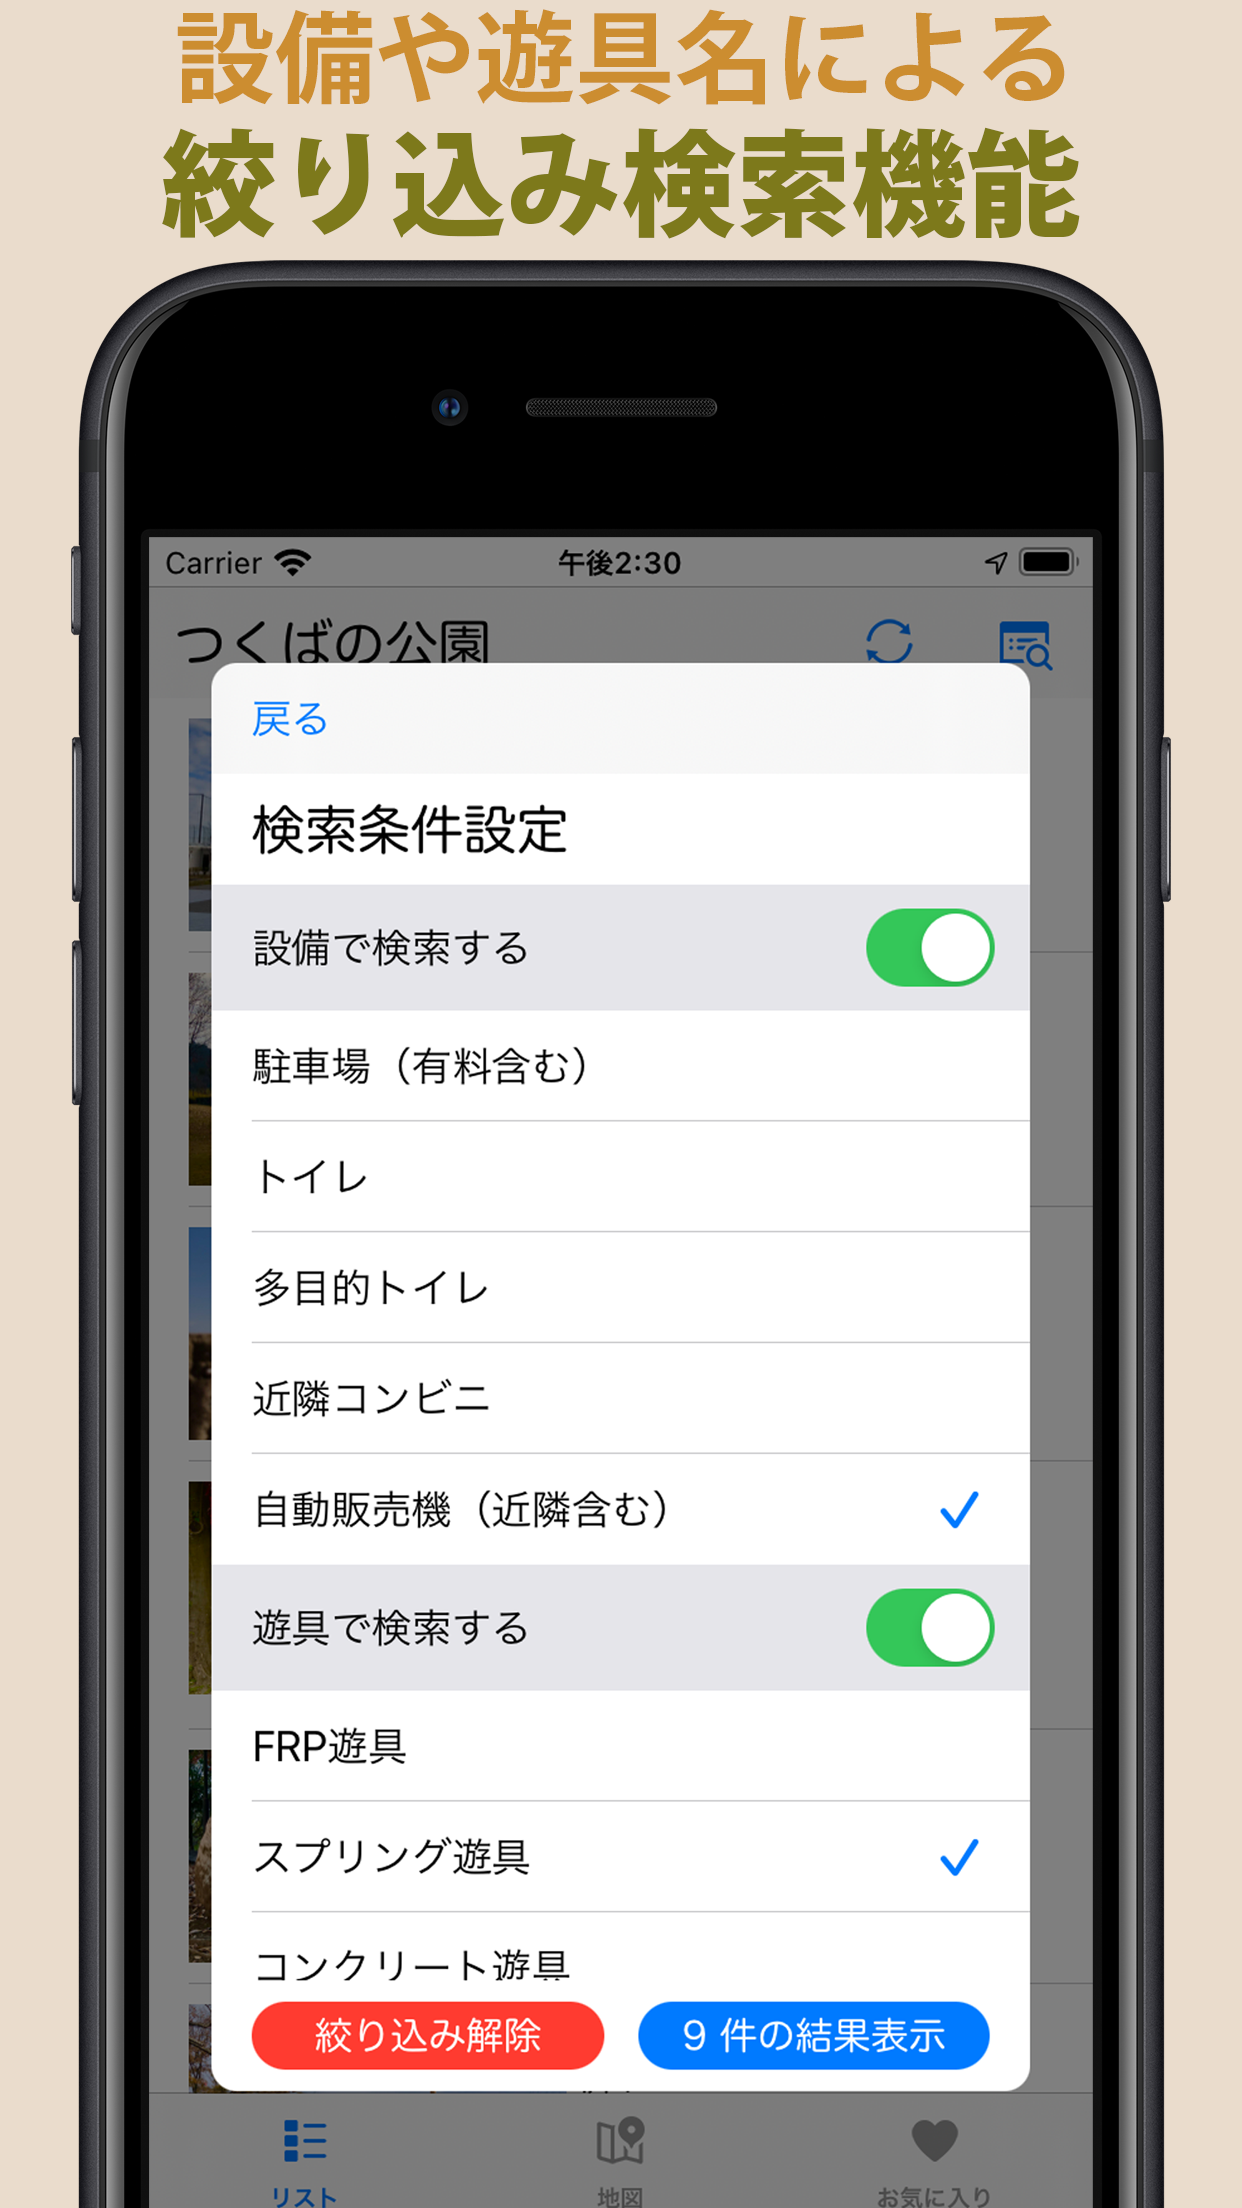 設備や遊具名による
絞り込み検索機能
Carrier 午後2:30
つくばの公園
戻る
検索条件設定
設備で検索する
駐車場（有料含む）
トイレ
多目的トイレ
近隣コンビニ
自動販売機（近隣含む）
遊具で検索する
FRP遊具
スプリング遊具
コンクリート遊具
絞り込み解除 9 件の結果表示
リスト 地図 お気に入り